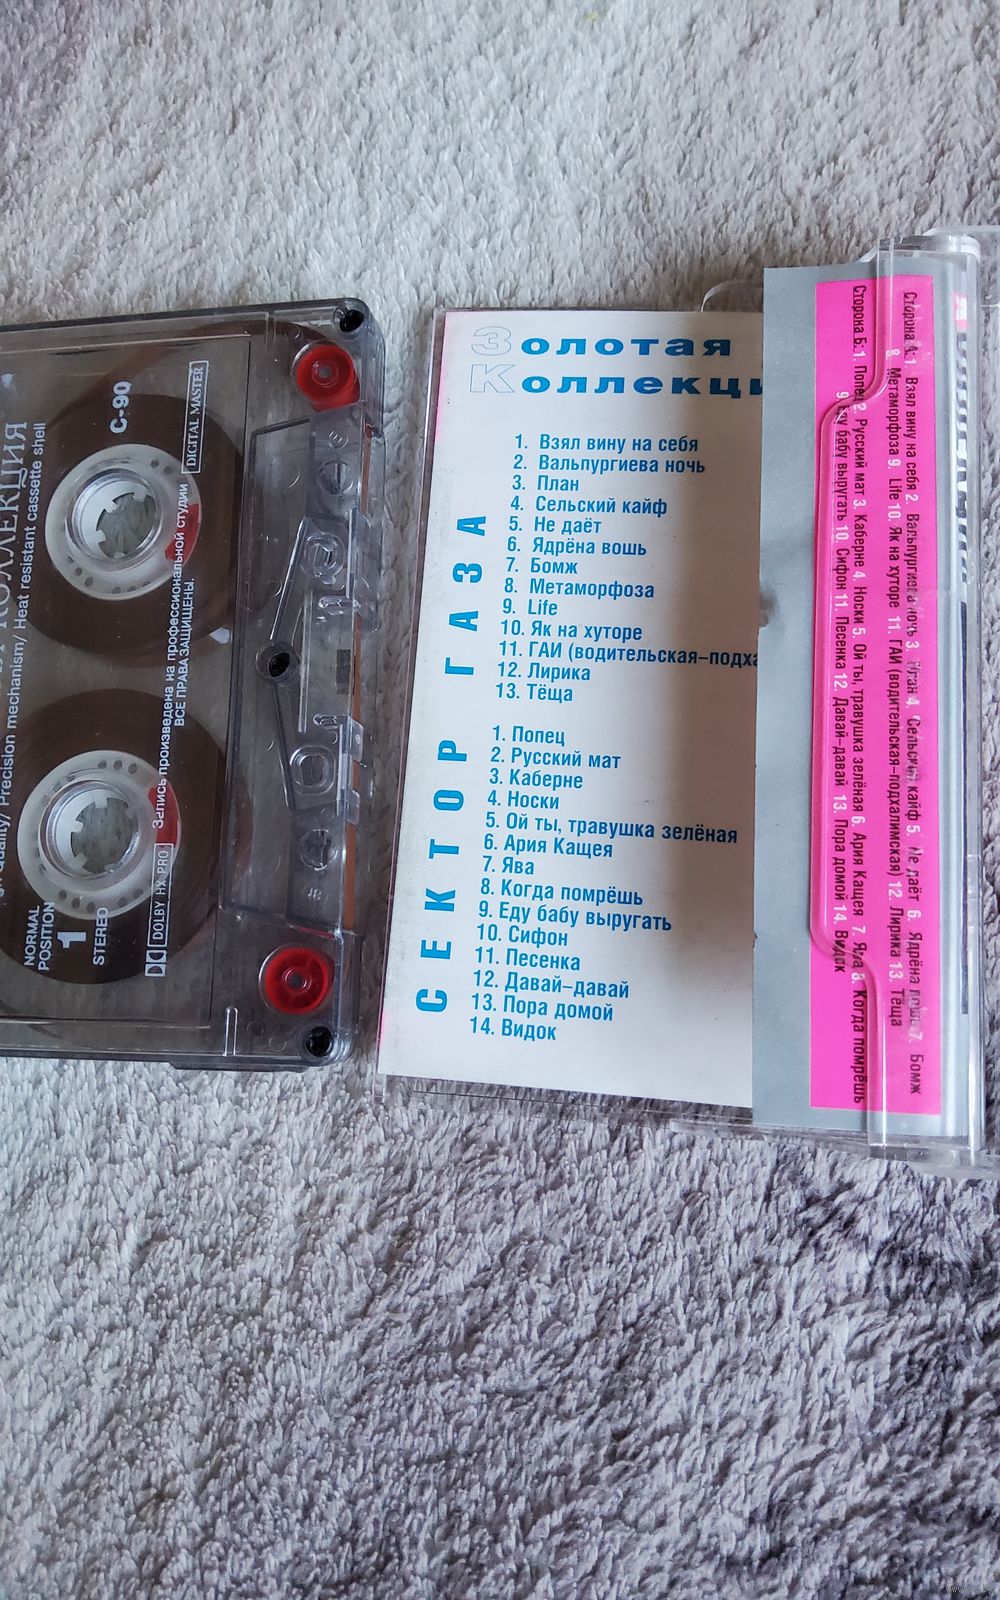 КОЛЛЕКЦИЯ
Quality/ Precision mechanism/ Heat resistant cassette shell
C-90
DIGITAL MASTER
Запись произведена на профессиональной студии
ВСЕ ПРАВА ЗАЩИЩЕНЫ.
DOLBY HX PRO
NORMAL
POSITION
1
STEREO
Золотая
Коллекци
СЕКТОР ГАЗА
1. Взял вину на себя
2. Вальпургиева ночь
3. План
4. Сельский кайф
5. Не даёт
6. Ядрёна вошь
7. Бомж
8. Метаморфоза
9. Life
10. Як на хуторе
11. ГАИ (водительская-подха
12. Лирика
13. Тёща
1. Попец
2. Русский мат
3. Каберне
4. Носки
5. Ой ты, травушка зелёная
6. Ария Кащея
7. Ява
8. Когда помрёшь
9. Еду бабу выругать
10. Сифон
11. Песенка
12. Давай-давай
13. Пора домой
14. Видок
Сторона А: 1. Взял вину на себя 2. Вальпургиева ночь 3. План 4. Сельский кайф 5. Не даёт 6. Ядрёна вошь 7. Бомж
8. Метаморфоза 9. Life 10. Як на хуторе 11. ГАИ (водительская-подхалимская) 12. Лирика 13. Тёща
Сторона Б: 1. Попец 2. Русский мат 3. Каберне 4. Носки 5. Ой ты, травушка зелёная 6. Ария Кащея 7. Ява 8. Когда помрёшь
9. Еду бабу выругать 10. Сифон 11. Песенка 12. Давай-давай 13. Пора домой 14. Видок